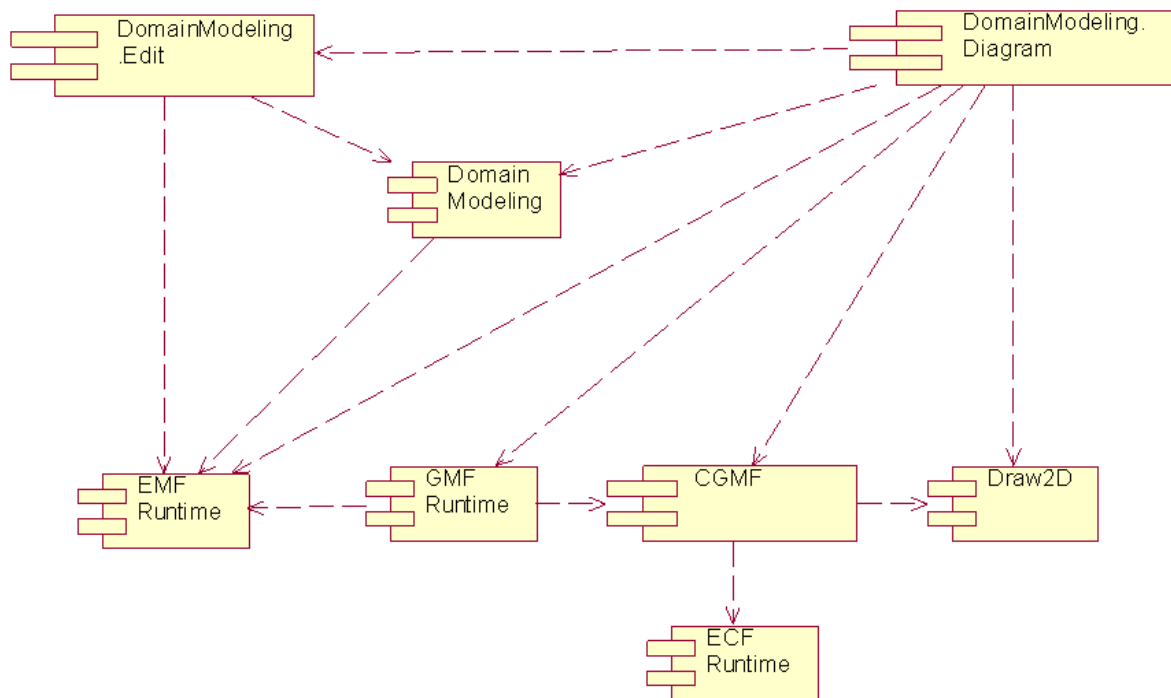 DomainModeling
.Edit
DomainModeling.
Diagram
Domain
Modeling
EMF
Runtime
GMF
Runtime
CGMF
Draw2D
ECF
Runtime